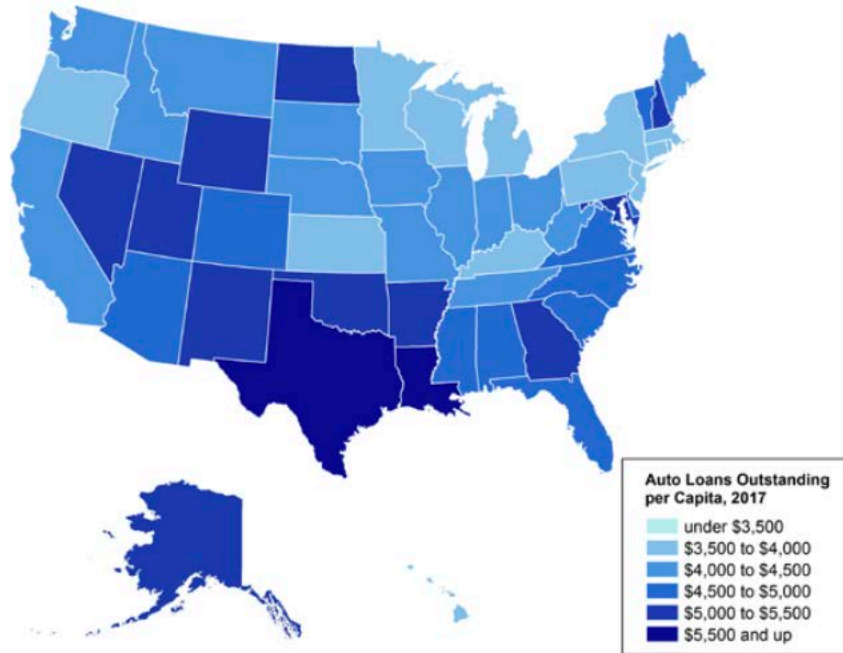 Auto Loans Outstanding
per Capita, 2017
under $3,500
$3,500 to $4,000
$4,000 to $4,500
$4,500 to $5,000
$5,000 to $5,500
$5,500 and up